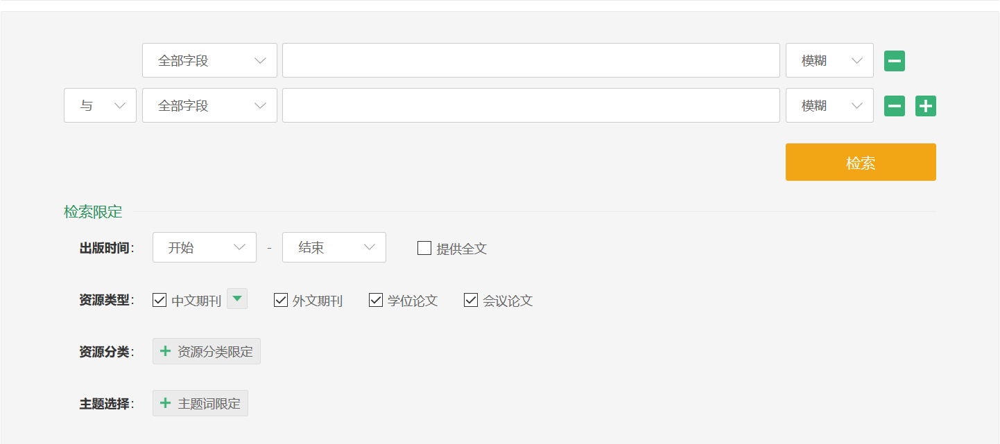 全部字段 模糊
与 全部字段 模糊
检索
检索限定
出版时间: 开始 - 结束 提供全文
资源类型: 中文期刊 外文期刊 学位论文 会议论文
资源分类: 资源分类限定
主题选择: 主题词限定